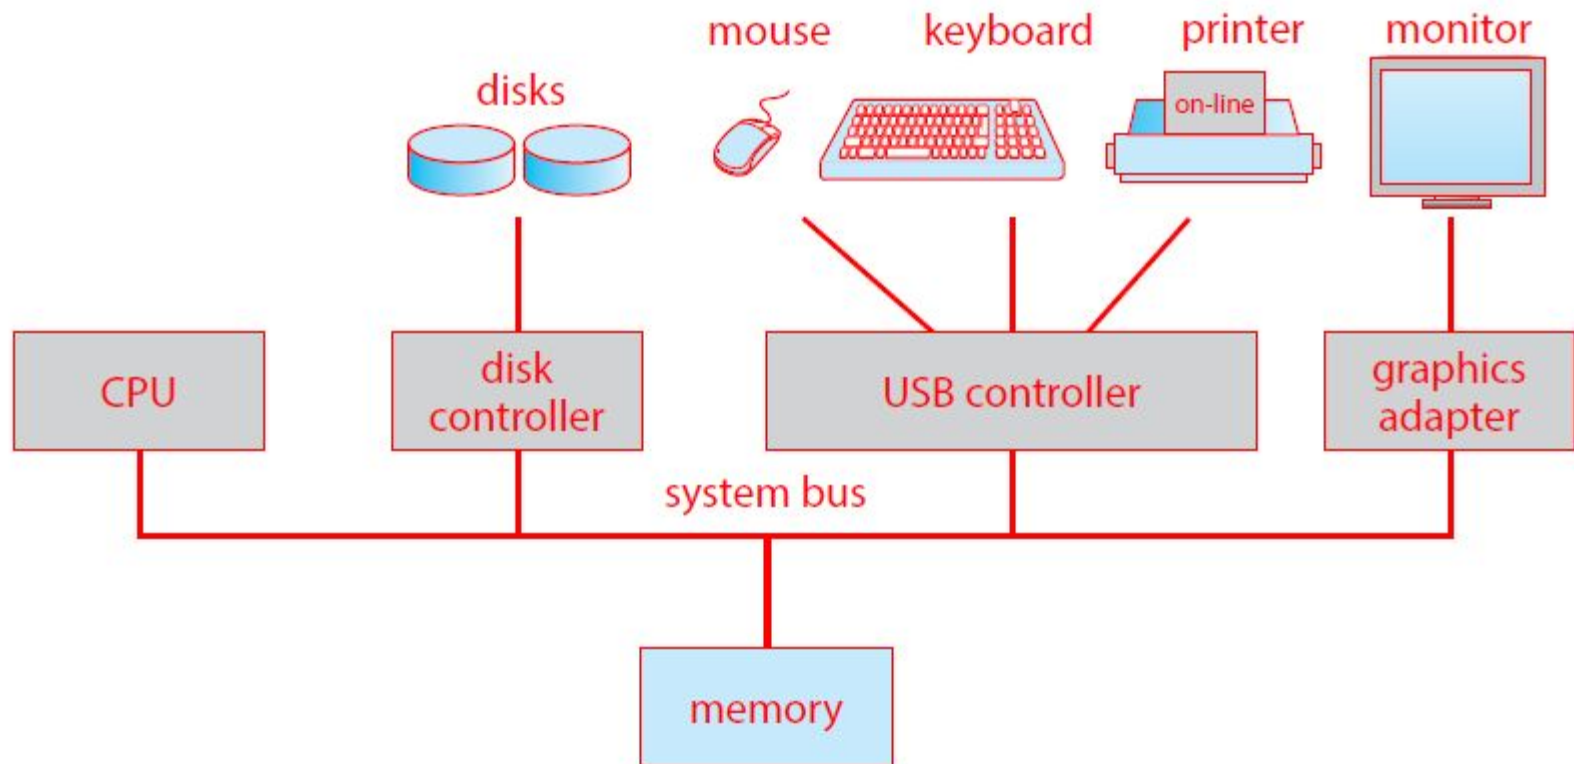 mouse
keyboard
printer
monitor
disks
on-line
CPU
disk
controller
USB controller
graphics
adapter
system bus
memory